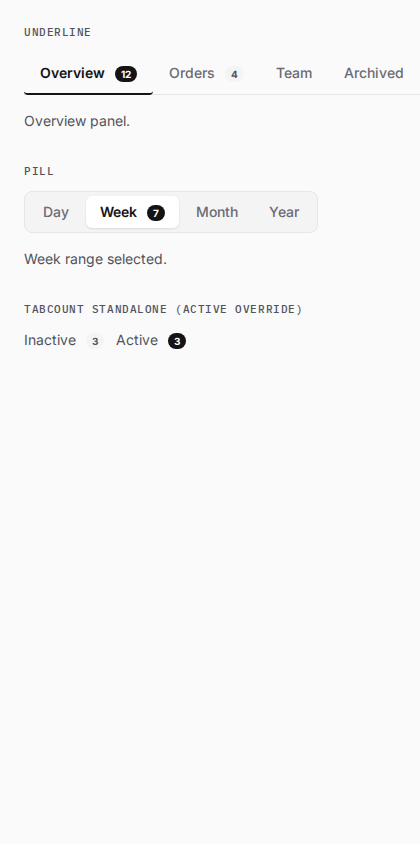 UNDERLINE
Overview 12 Orders 4 Team Archived
Overview panel.
PILL
Day Week 7 Month Year
Week range selected.
TABCOUNT STANDALONE (ACTIVE OVERRIDE)
Inactive 3 Active 3